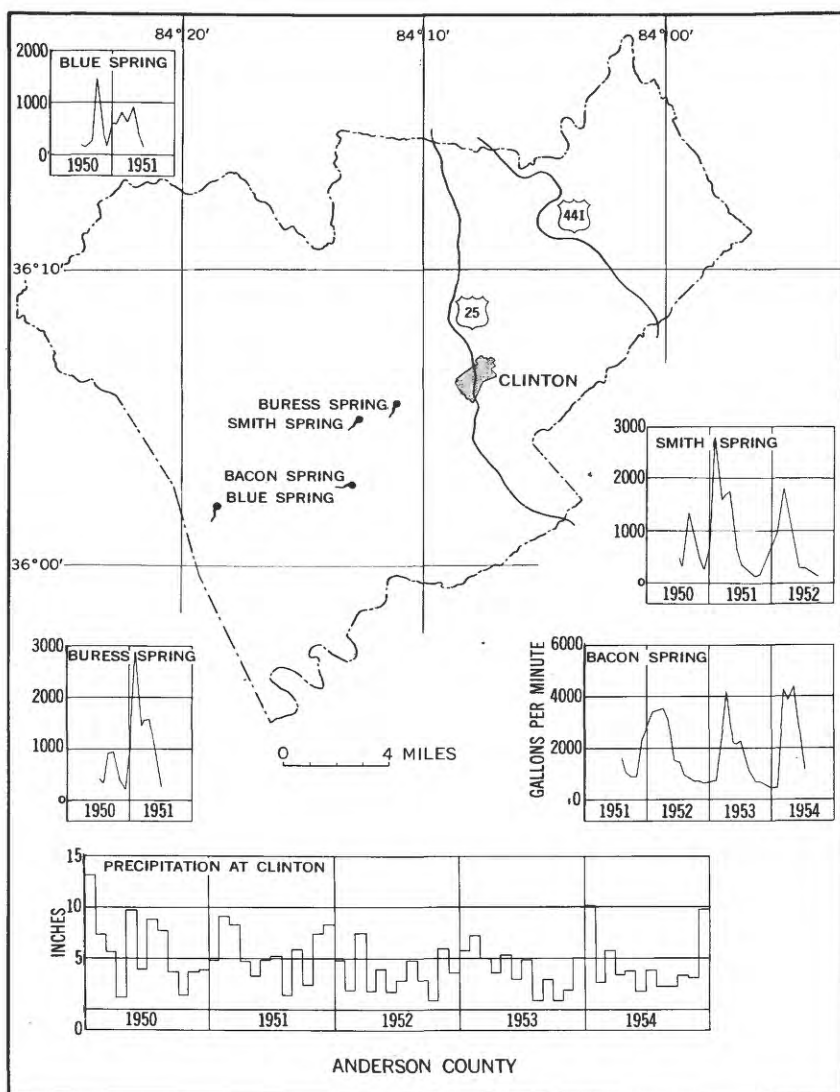 84°20' 84°10' 84°00'
2000
BLUE SPRING
1000
0
1950 1951
441
36°10'
25
CLINTON
BURESS SPRING
SMITH SPRING
BACON SPRING
BLUE SPRING
36°00'
3000
SMITH SPRING
2000
1000
0
1950 1951 1952
3000
BURESS SPRING
2000
1000
0
1950 1951
0 4 MILES
6000
BACON SPRING
4000
2000
0
GALLONS PER MINUTE
1951 1952 1953 1954
15
PRECIPITATION AT CLINTON
10
5
0
INCHES
1950 1951 1952 1953 1954
ANDERSON COUNTY